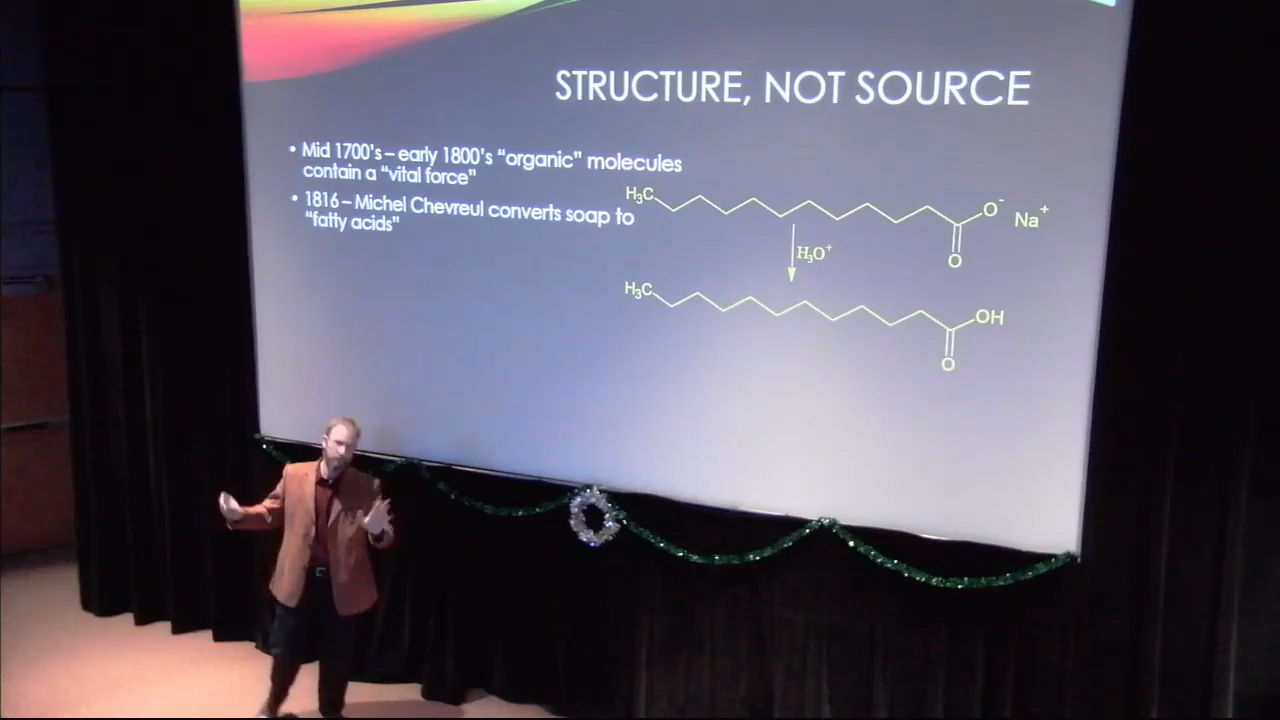 STRUCTURE, NOT SOURCE
• Mid 1700's – early 1800's "organic" molecules
contain a "vital force"
• 1816 – Michel Chevreul converts soap to
"fatty acids"
H₃C O⁻ Na⁺
O
H₃O⁺
H₃C OH
O